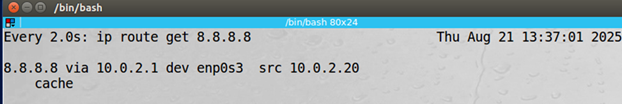 /bin/bash
/bin/bash 80x24
Every 2.0s: ip route get 8.8.8.8 Thu Aug 21 13:37:01 2025
8.8.8.8 via 10.0.2.1 dev enp0s3 src 10.0.2.20
cache